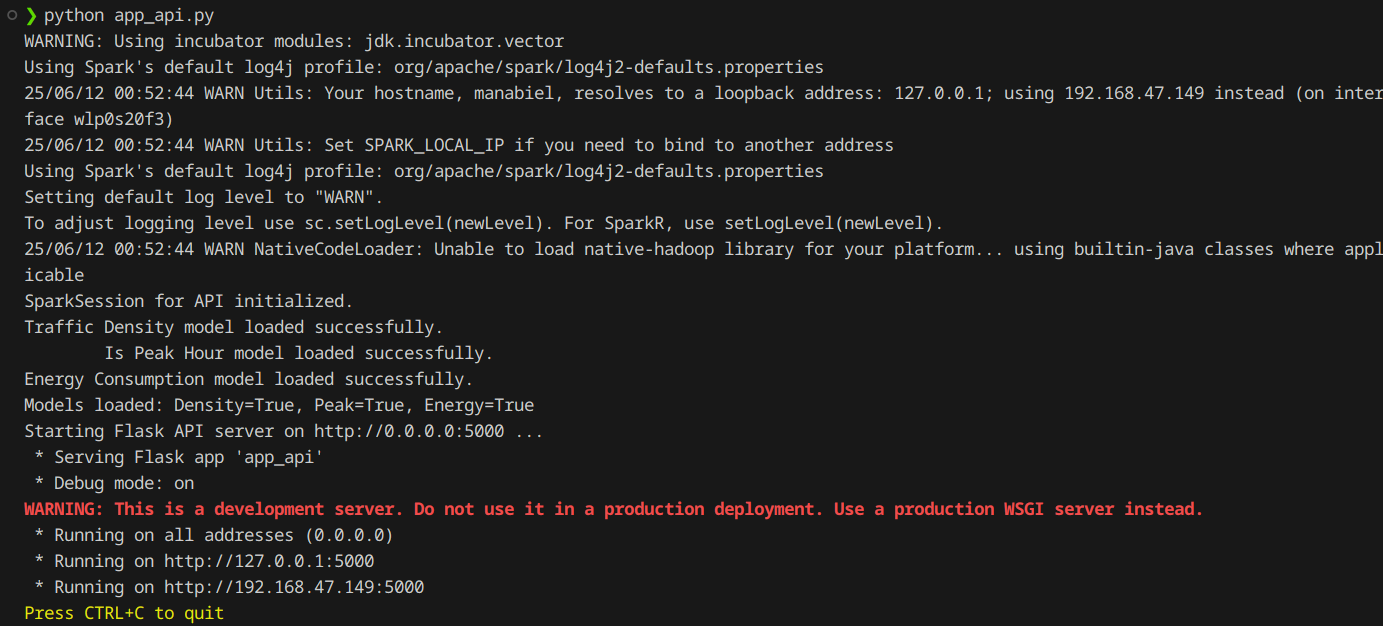 ❯ python app_api.py
WARNING: Using incubator modules: jdk.incubator.vector
Using Spark's default log4j profile: org/apache/spark/log4j2-defaults.properties
25/06/12 00:52:44 WARN Utils: Your hostname, manabiel, resolves to a loopback address: 127.0.0.1; using 192.168.47.149 instead (on inter
face wlp0s20f3)
25/06/12 00:52:44 WARN Utils: Set SPARK_LOCAL_IP if you need to bind to another address
Using Spark's default log4j profile: org/apache/spark/log4j2-defaults.properties
Setting default log level to "WARN".
To adjust logging level use sc.setLogLevel(newLevel). For SparkR, use setLogLevel(newLevel).
25/06/12 00:52:44 WARN NativeCodeLoader: Unable to load native-hadoop library for your platform... using builtin-java classes where appl
icable
SparkSession for API initialized.
Traffic Density model loaded successfully.
        Is Peak Hour model loaded successfully.
Energy Consumption model loaded successfully.
Models loaded: Density=True, Peak=True, Energy=True
Starting Flask API server on http://0.0.0.0:5000 ...
 * Serving Flask app 'app_api'
 * Debug mode: on
WARNING: This is a development server. Do not use it in a production deployment. Use a production WSGI server instead.
 * Running on all addresses (0.0.0.0)
 * Running on http://127.0.0.1:5000
 * Running on http://192.168.47.149:5000
Press CTRL+C to quit